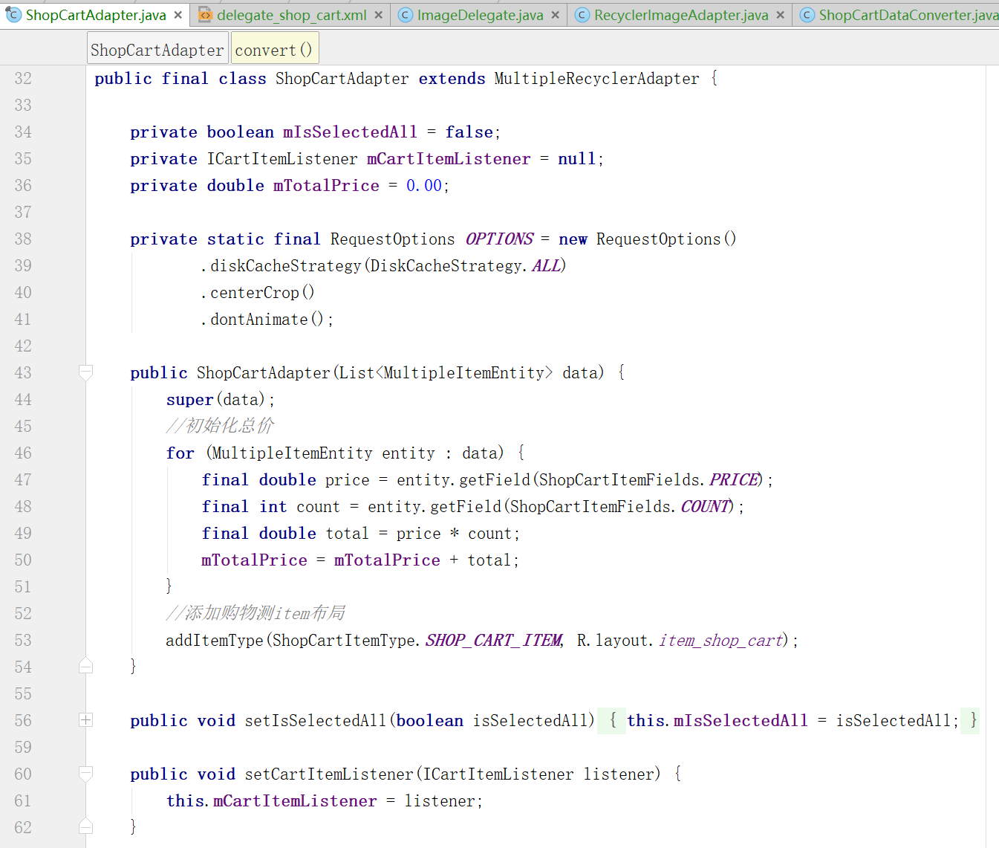 ShopCartAdapter.java × delegate_shop_cart.xml × ImageDelegate.java × RecyclerImageAdapter.java × ShopCartDataConverter.java
ShopCartAdapter convert()
32 public final class ShopCartAdapter extends MultipleRecyclerAdapter {
33
34 private boolean mIsSelectedAll = false;
35 private ICartItemListener mCartItemListener = null;
36 private double mTotalPrice = 0.00;
37
38 private static final RequestOptions OPTIONS = new RequestOptions()
39 .diskCacheStrategy(DiskCacheStrategy.ALL)
40 .centerCrop()
41 .dontAnimate();
42
43 public ShopCartAdapter(List<MultipleItemEntity> data) {
44 super(data);
45 //初始化总价
46 for (MultipleItemEntity entity : data) {
47 final double price = entity.getField(ShopCartItemFields.PRICE);
48 final int count = entity.getField(ShopCartItemFields.COUNT);
49 final double total = price * count;
50 mTotalPrice = mTotalPrice + total;
51 }
52 //添加购物测item布局
53 addItemType(ShopCartItemType.SHOP_CART_ITEM, R.layout.item_shop_cart);
54 }
55
56 public void setIsSelectedAll(boolean isSelectedAll) { this.mIsSelectedAll = isSelectedAll; }
59
60 public void setCartItemListener(ICartItemListener listener) {
61 this.mCartItemListener = listener;
62 }